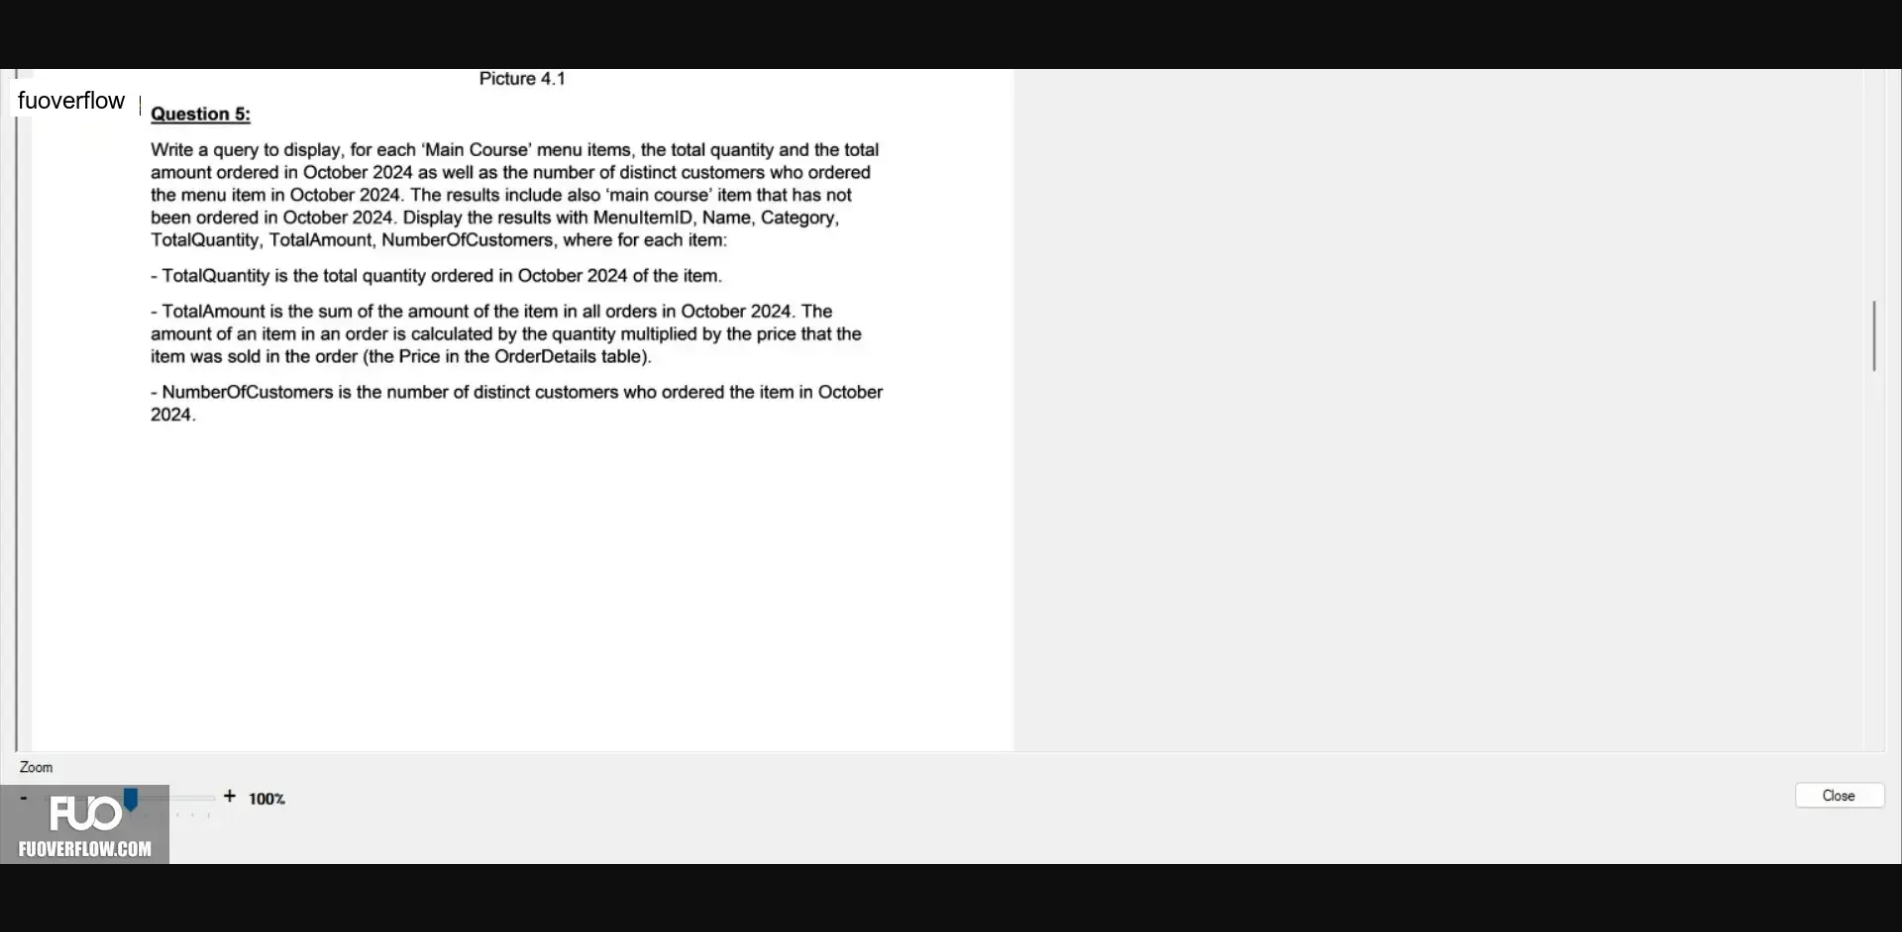 Picture 4.1
fuoverflow
Question 5:
Write a query to display, for each ‘Main Course’ menu items, the total quantity and the total
amount ordered in October 2024 as well as the number of distinct customers who ordered
the menu item in October 2024. The results include also ‘main course’ item that has not
been ordered in October 2024. Display the results with MenuItemID, Name, Category,
TotalQuantity, TotalAmount, NumberOfCustomers, where for each item:
- TotalQuantity is the total quantity ordered in October 2024 of the item.
- TotalAmount is the sum of the amount of the item in all orders in October 2024. The
amount of an item in an order is calculated by the quantity multiplied by the price that the
item was sold in the order (the Price in the OrderDetails table).
- NumberOfCustomers is the number of distinct customers who ordered the item in October
2024.
Zoom
- + 100%
Close
FUO
FUOVERFLOW.COM